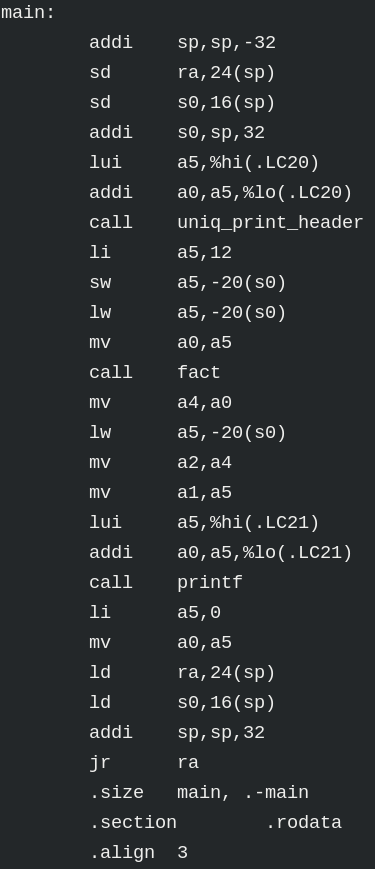 main:
addi sp,sp,-32
sd ra,24(sp)
sd s0,16(sp)
addi s0,sp,32
lui a5,%hi(.LC20)
addi a0,a5,%lo(.LC20)
call uniq_print_header
li a5,12
sw a5,-20(s0)
lw a5,-20(s0)
mv a0,a5
call fact
mv a4,a0
lw a5,-20(s0)
mv a2,a4
mv a1,a5
lui a5,%hi(.LC21)
addi a0,a5,%lo(.LC21)
call printf
li a5,0
mv a0,a5
ld ra,24(sp)
ld s0,16(sp)
addi sp,sp,32
jr ra
.size main, .-main
.section .rodata
.align 3